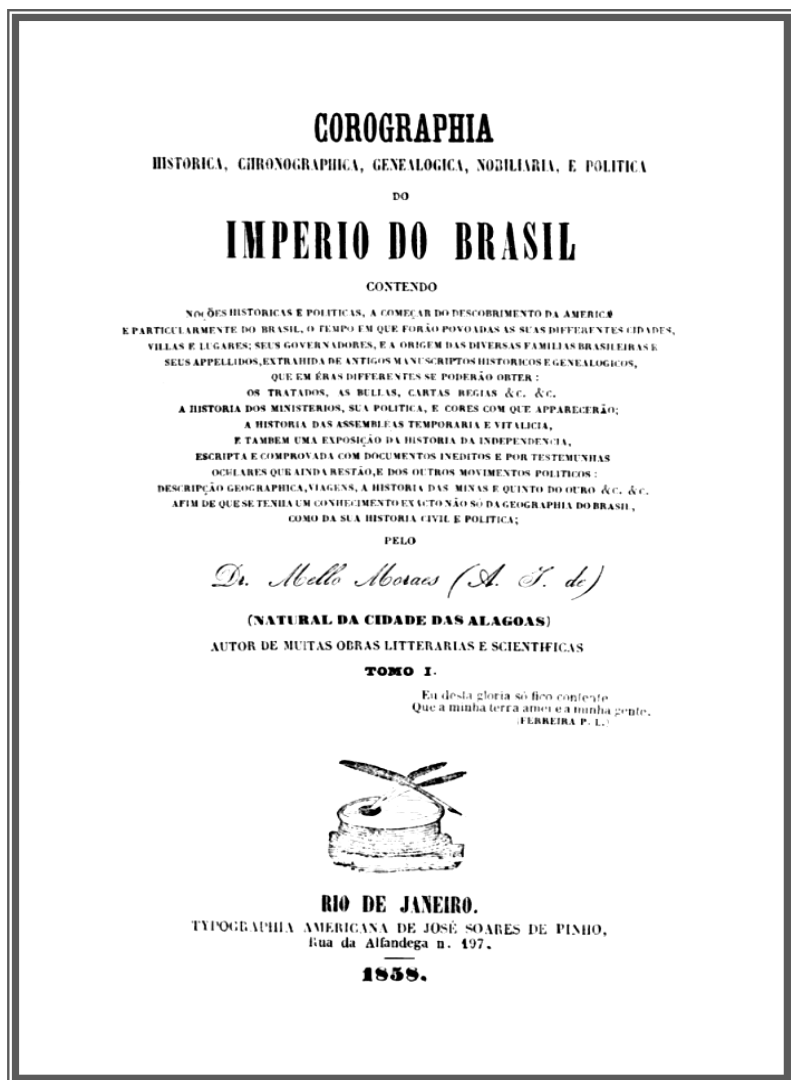 COROGRAPHIA
HISTORICA, CHRONOGRAPHICA, GENEALOGICA, NOBILIARIA, E POLITICA
DO
IMPERIO DO BRASIL
CONTENDO
NOÇÕES HISTORICAS E POLITICAS, A COMEÇAR DO DESCOBRIMENTO DA AMERICA
E PARTICULARMENTE DO BRASIL, O TEMPO EM QUE FORÃO POVOADAS AS SUAS DIFFERENTES CIDADES,
VILLAS E LUGARES; SEUS GOVERNADORES, E A ORIGEM DAS DIVERSAS FAMILIAS BRASILEIRAS E
SEUS APPELLIDOS, EXTRAHIDA DE ANTIGOS MANUSCRIPTOS HISTORICOS E GENEALOGICOS,
QUE EM ÉRAS DIFFERENTES SE PODERÃO OBTER :
OS TRATADOS, AS BULLAS, CARTAS REGIAS &c. &c.
A HISTORIA DOS MINISTERIOS, SUA POLITICA, E CORES COM QUE APPARECERÃO;
A HISTORIA DAS ASSEMBLEAS TEMPORARIA E VITALICIA,
E TAMBEM UMA EXPOSIÇÃO DA HISTORIA DA INDEPENDENCIA,
ESCRIPTA E COMPROVADA COM DOCUMENTOS INEDITOS E POR TESTEMUNHAS
OCULARES QUE AINDA RESTÃO, E DOS OUTROS MOVIMENTOS POLITICOS :
DESCRIPÇÃO GEOGRAPHICA, VIAGENS, A HISTORIA DAS MINAS E QUINTO DO OURO &c. &c.
AFIM DE QUE SE TENHA UM CONHECIMENTO EXACTO NÃO SÓ DA GEOGRAPHIA DO BRASIL,
COMO DA SUA HISTORIA CIVIL E POLITICA;
PELO
Dr. Mello Moraes (A. J. de)
(NATURAL DA CIDADE DAS ALAGOAS)
AUTOR DE MUITAS OBRAS LITTERARIAS E SCIENTIFICAS
TOMO I.
Eu desta gloria só fico contente
Que a minha terra amei e a minha gente.
(FERREIRA P. L.)
RIO DE JANEIRO.
TYPOGRAPHIA AMERICANA DE JOSÉ SOARES DE PINHO,
Rua da Alfandega n. 197.
1858.